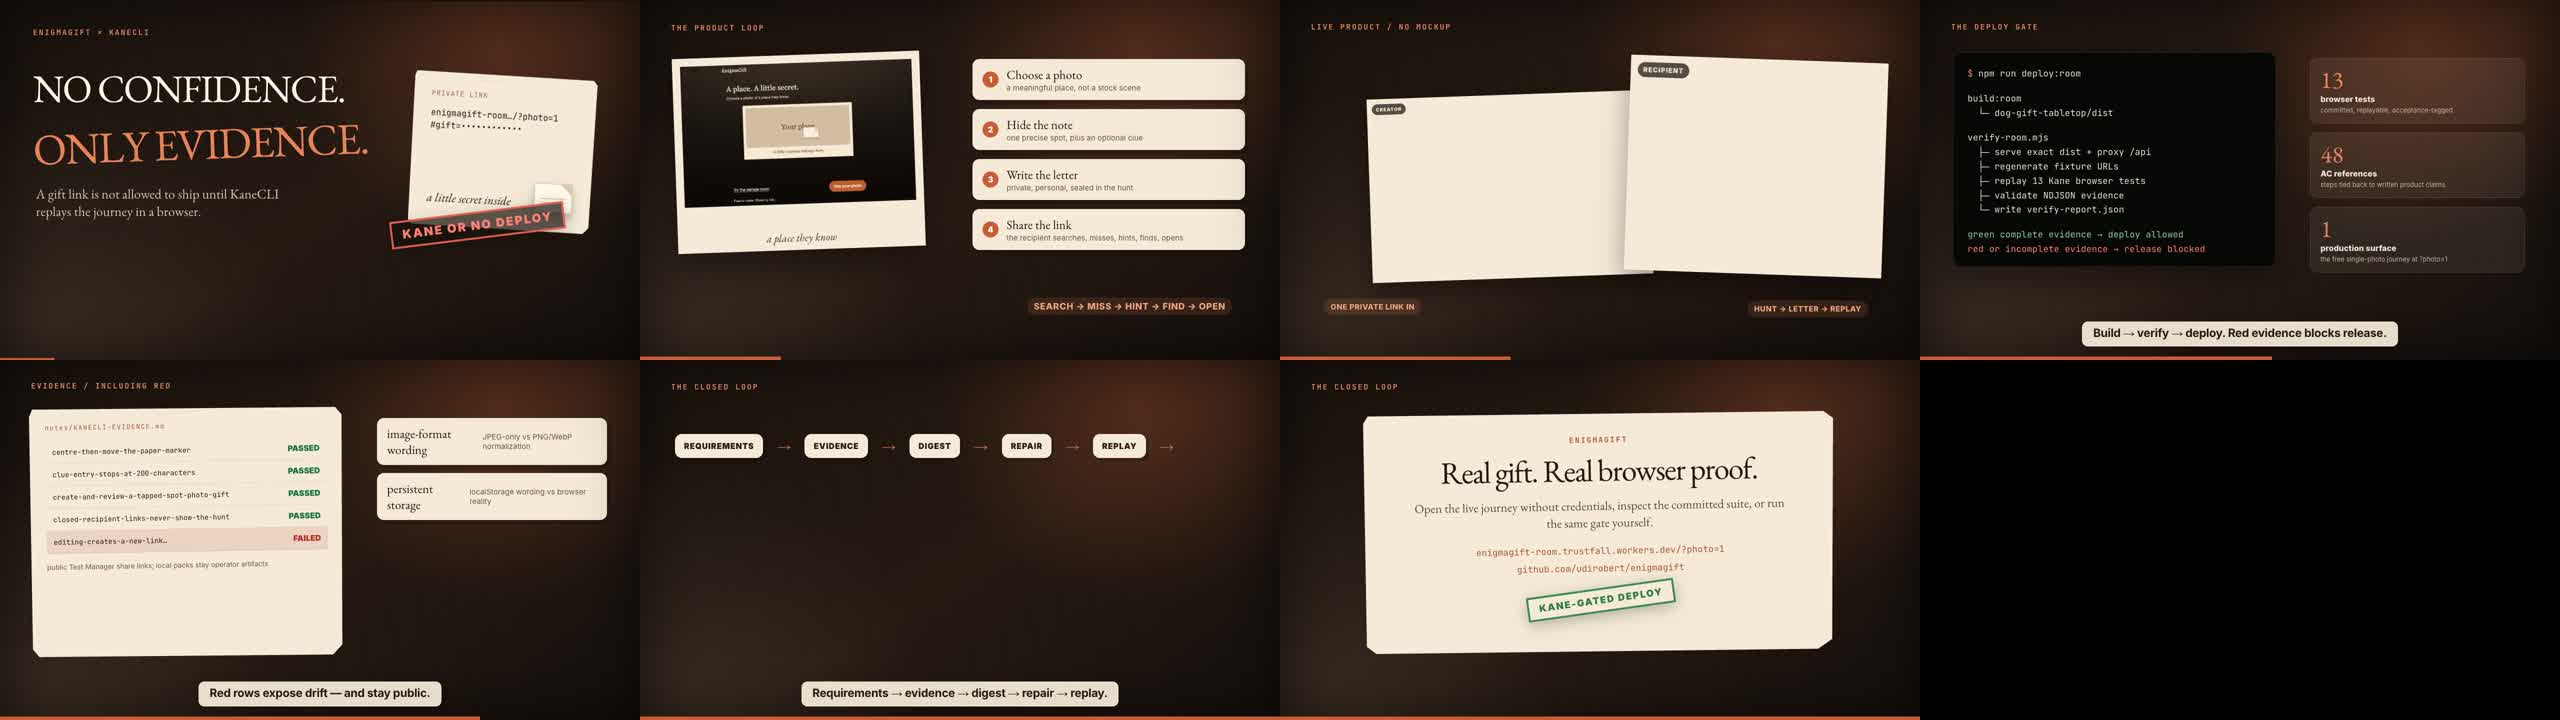 ENIGMAGIFT × KANECLI
NO CONFIDENCE.
ONLY EVIDENCE.
A gift link is not allowed to ship until KaneCLI
replays the journey in a browser.
PRIVATE LINK
enigmagift-room…/?photo=1
#gift=••••••••••••
a little secret inside
KANE OR NO DEPLOY
THE PRODUCT LOOP
EnigmaGift
A place. A little secret.
Your place
a place they know
1
Choose a photo
a meaningful place, not a stock scene
2
Hide the note
one precise spot, plus an optional clue
3
Write the letter
private, personal, sealed in the hunt
4
Share the link
the recipient searches, misses, hints, finds, opens
SEARCH → MISS → HINT → FIND → OPEN
LIVE PRODUCT / NO MOCKUP
CREATOR
RECIPIENT
ONE PRIVATE LINK IN
HUNT → LETTER → REPLAY
THE DEPLOY GATE
$ npm run deploy:room
build:room
└─ dog-gift-tabletop/dist
verify-room.mjs
├─ serve exact dist + proxy /api
├─ regenerate fixture URLs
├─ replay 13 Kane browser tests
├─ validate NDJSON evidence
└─ write verify-report.json
green complete evidence → deploy allowed
red or incomplete evidence → release blocked
13
browser tests
committed, replayable, acceptance-tagged
48
AC references
steps tied back to written product claims
1
production surface
the free single-photo journey at ?photo=1
Build → verify → deploy. Red evidence blocks release.
EVIDENCE / INCLUDING RED
notes/KANECLI-EVIDENCE.md
centre-then-move-the-paper-marker PASSED
clue-entry-stops-at-200-characters PASSED
create-and-review-a-tapped-spot-photo-gift PASSED
closed-recipient-links-never-show-the-hunt PASSED
editing-creates-a-new-link… FAILED
public Test Manager share links; local packs stay operator artifacts
image-format
wording
JPEG-only vs PNG/WebP
normalization
persistent
storage
localStorage wording vs browser
reality
Red rows expose drift — and stay public.
THE CLOSED LOOP
REQUIREMENTS → EVIDENCE → DIGEST → REPAIR → REPLAY →
Requirements → evidence → digest → repair → replay.
THE CLOSED LOOP
ENIGMAGIFT
Real gift. Real browser proof.
Open the live journey without credentials, inspect the committed suite, or run
the same gate yourself.
enigmagift-room.trustfall.workers.dev/?photo=1
github.com/udirobert/enigmagift
KANE-GATED DEPLOY